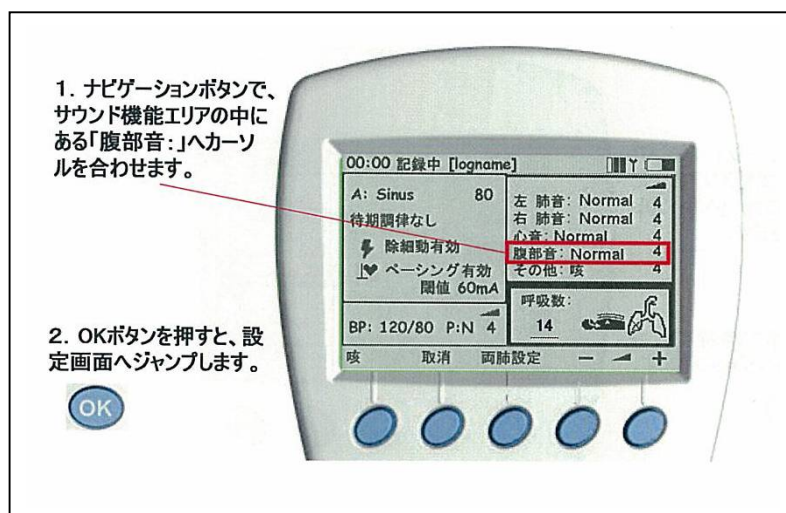 1. ナビゲーションボタンで、
サウンド機能エリアの中に
ある「腹部音:」へカーソ
ルを合わせます。
2. OKボタンを押すと、設
定画面へジャンプします。
OK
00:00 記録中 [logname]
A: Sinus 80
待期調律なし
除細動有効
ペーシング有効
閾値 60mA
BP: 120/80 P:N 4
左 肺音: Normal 4
右 肺音: Normal 4
心音: Normal 4
腹部音: Normal 4
その他: 咳 4
呼吸数:
14
咳 取消 両肺設定 − +